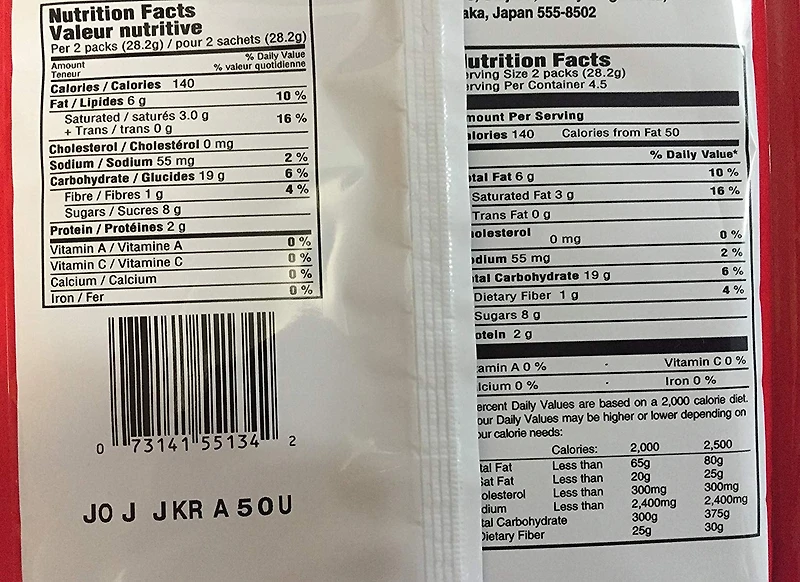 Nutrition Facts
Valeur nutritive
Per 2 packs (28.2g) / pour 2 sachets (28.2g)
Amount % Daily Value
Teneur % valeur quotidienne
Calories / Calories 140
Fat / Lipides 6 g 10 %
Saturated / saturés 3.0 g 16 %
+ Trans / trans 0 g
Cholesterol / Cholestérol 0 mg
Sodium / Sodium 55 mg 2 %
Carbohydrate / Glucides 19 g 6 %
Fibre / Fibres 1 g 4 %
Sugars / Sucres 8 g
Protein / Protéines 2 g
Vitamin A / Vitamine A 0 %
Vitamin C / Vitamine C 0 %
Calcium / Calcium 0 %
Iron / Fer 0 %
0 73141 55134 2
JO J JKR A 5 0 U
aka, Japan 555-8502
utrition Facts
erving Size 2 packs (28.2g)
erving Per Container 4.5
mount Per Serving
alories 140 Calories from Fat 50
% Daily Value*
otal Fat 6 g 10 %
Saturated Fat 3 g 16 %
Trans Fat 0 g
holesterol 0 mg 0 %
odium 55 mg 2 %
tal Carbohydrate 19 g 6 %
Dietary Fiber 1 g 4 %
Sugars 8 g
otein 2 g
amin A 0 % · Vitamin C 0 %
lcium 0 % · Iron 0 %
ercent Daily Values are based on a 2,000 calorie diet.
our Daily Values may be higher or lower depending on
our calorie needs:
Calories: 2,000 2,500
tal Fat Less than 65g 80g
Sat Fat Less than 20g 25g
olesterol Less than 300mg 300mg
dium Less than 2,400mg 2,400mg
tal Carbohydrate 300g 375g
Dietary Fiber 25g 30g